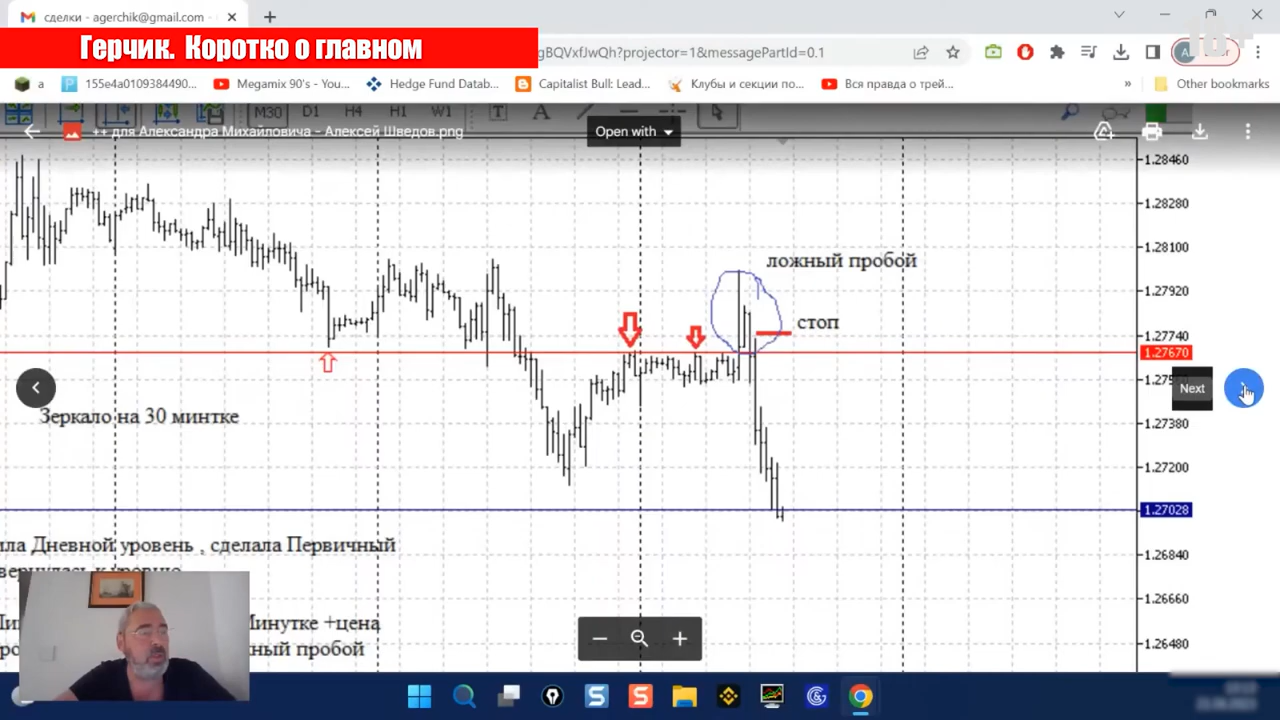 сделки - agerchik@gmail.com -
Герчик. Коротко о главном
18+
gBQVxfJwQh?projector=1&messagePartId=0.1
a
155e4a0109384490...
Megamix 90's - You...
Hedge Fund Datab...
Capitalist Bull: Lead...
Клубы и секции по...
Вся правда о трей...
»
Other bookmarks
M30 D1 H4 H1
++ для Александра Михайловича - Алексей Шведов.png
Open with
1.28460
1.28280
1.28100
ложный пробой
1.27920
стоп
1.27740
1.27670
Next
Зеркало на 30 минтке
1.27380
1.27200
1.27028
ила Дневной уровень , сделала Первичный
1.26840
1.26660
Минутке +цена
1.26480
жный пробой